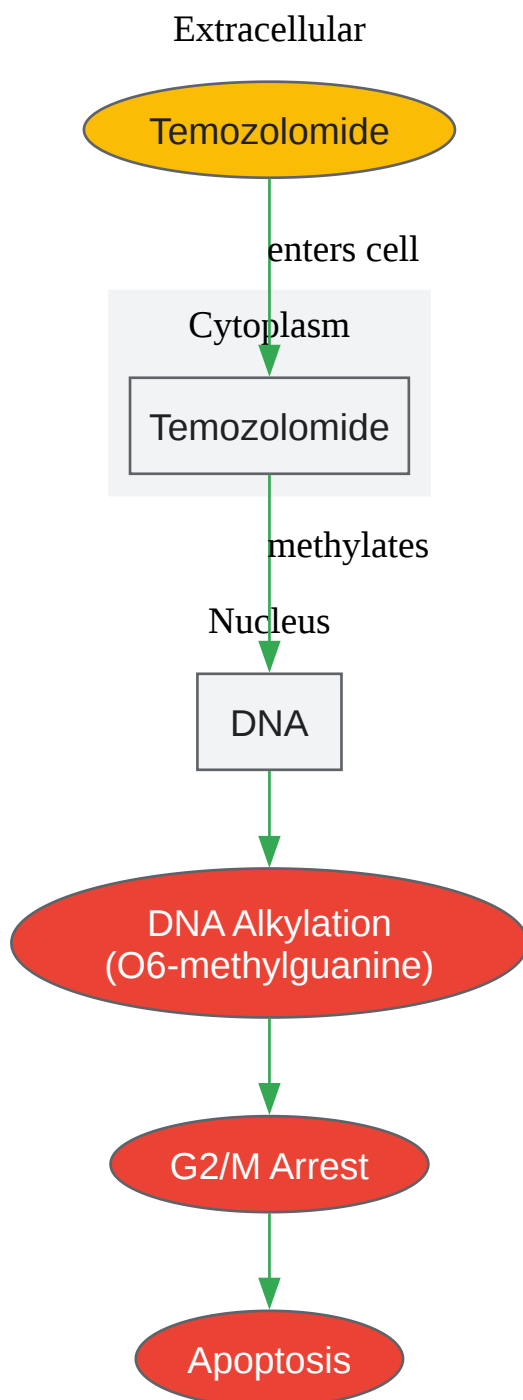 Extracellular
Temozolomide
enters cell
Cytoplasm
Temozolomide
methylates
Nucleus
DNA
DNA Alkylation
(O6-methylguanine)
G2/M Arrest
Apoptosis